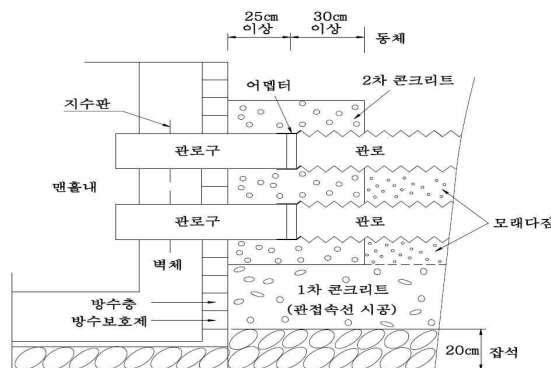 25cm
이상
30cm
이상
동체
어뎁터
2차 콘크리트
지수판
관로구
관로
맨홀내
관로구
관로
모래다짐
벽체
1차 콘크리트
(관접속선 시공)
방수층
방수보호제
20cm
잡석